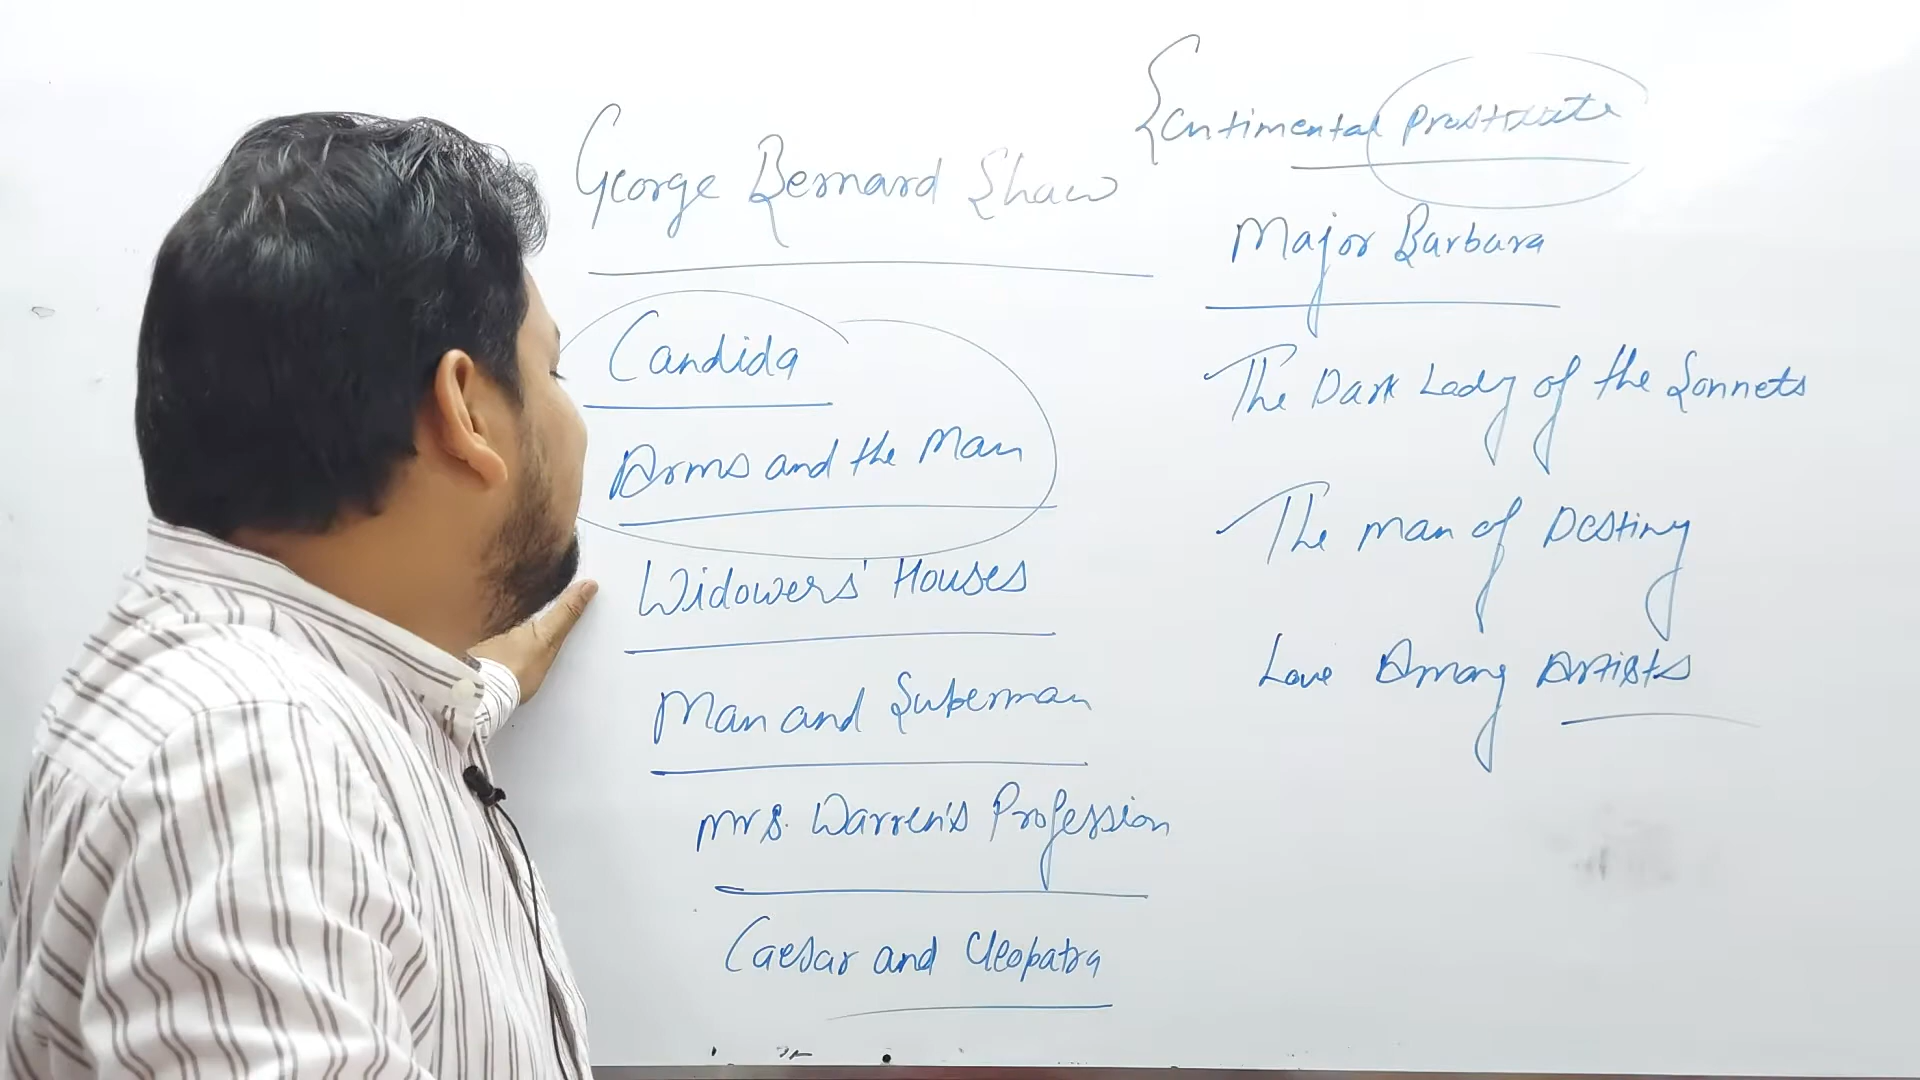 George Bernard Shaw
Candida
Arms and the Man
Widowers' Houses
Man and Superman
Mrs. Warren's Profession
Caesar and Cleopatra
Sentimental Prostitute
Major Barbara
The Dark Lady of the Sonnets
The Man of Destiny
Love Among Artists